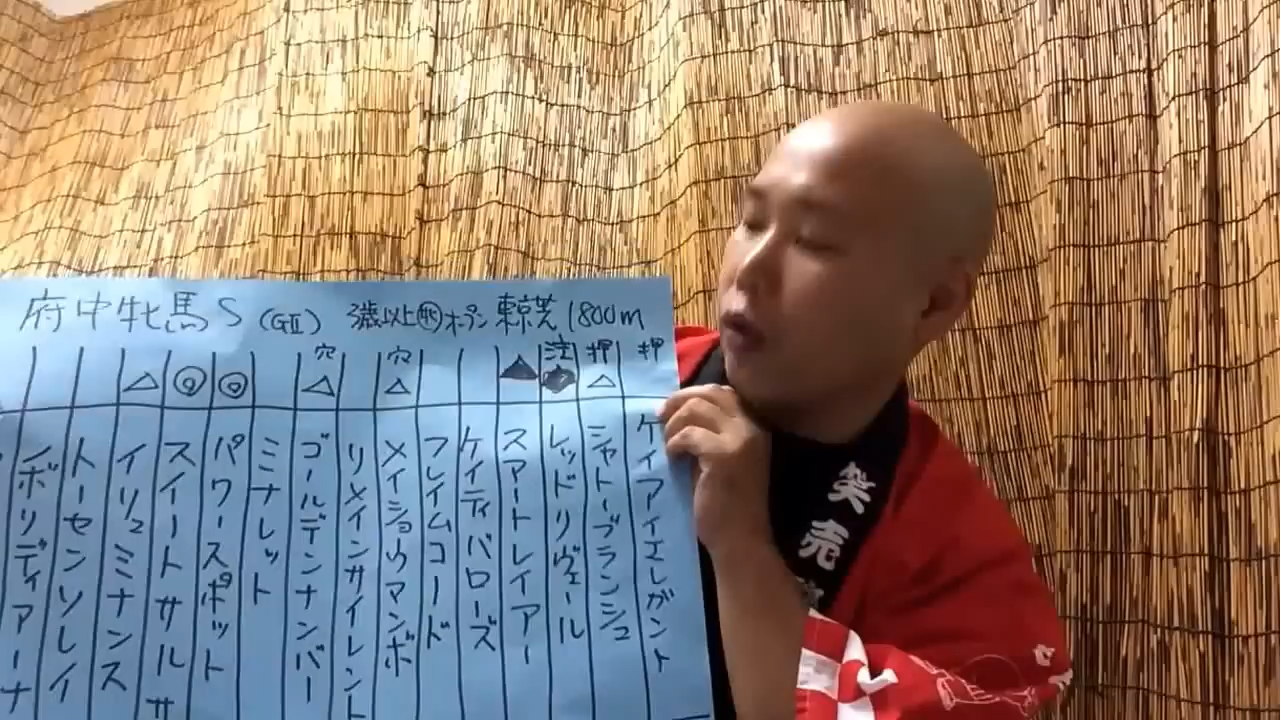 府中牝馬S (GⅡ) 3歳以上㊗オープン 東京芝1800m
押 ケイアイエレガント
押 △ シャトーブランシュ
注 レッドリヴェール
▲ スマートレイアー
ケイティバローズ
フレイムコード
穴 △ メイショウマンボ
リメインサイレント
穴 △ ゴールデンナンバー
ミナレット
◎ パワースポット
◎ スイートサルサ
△ イリュミナンス
トーセンソレイ
ノボリディアーナ
笑売